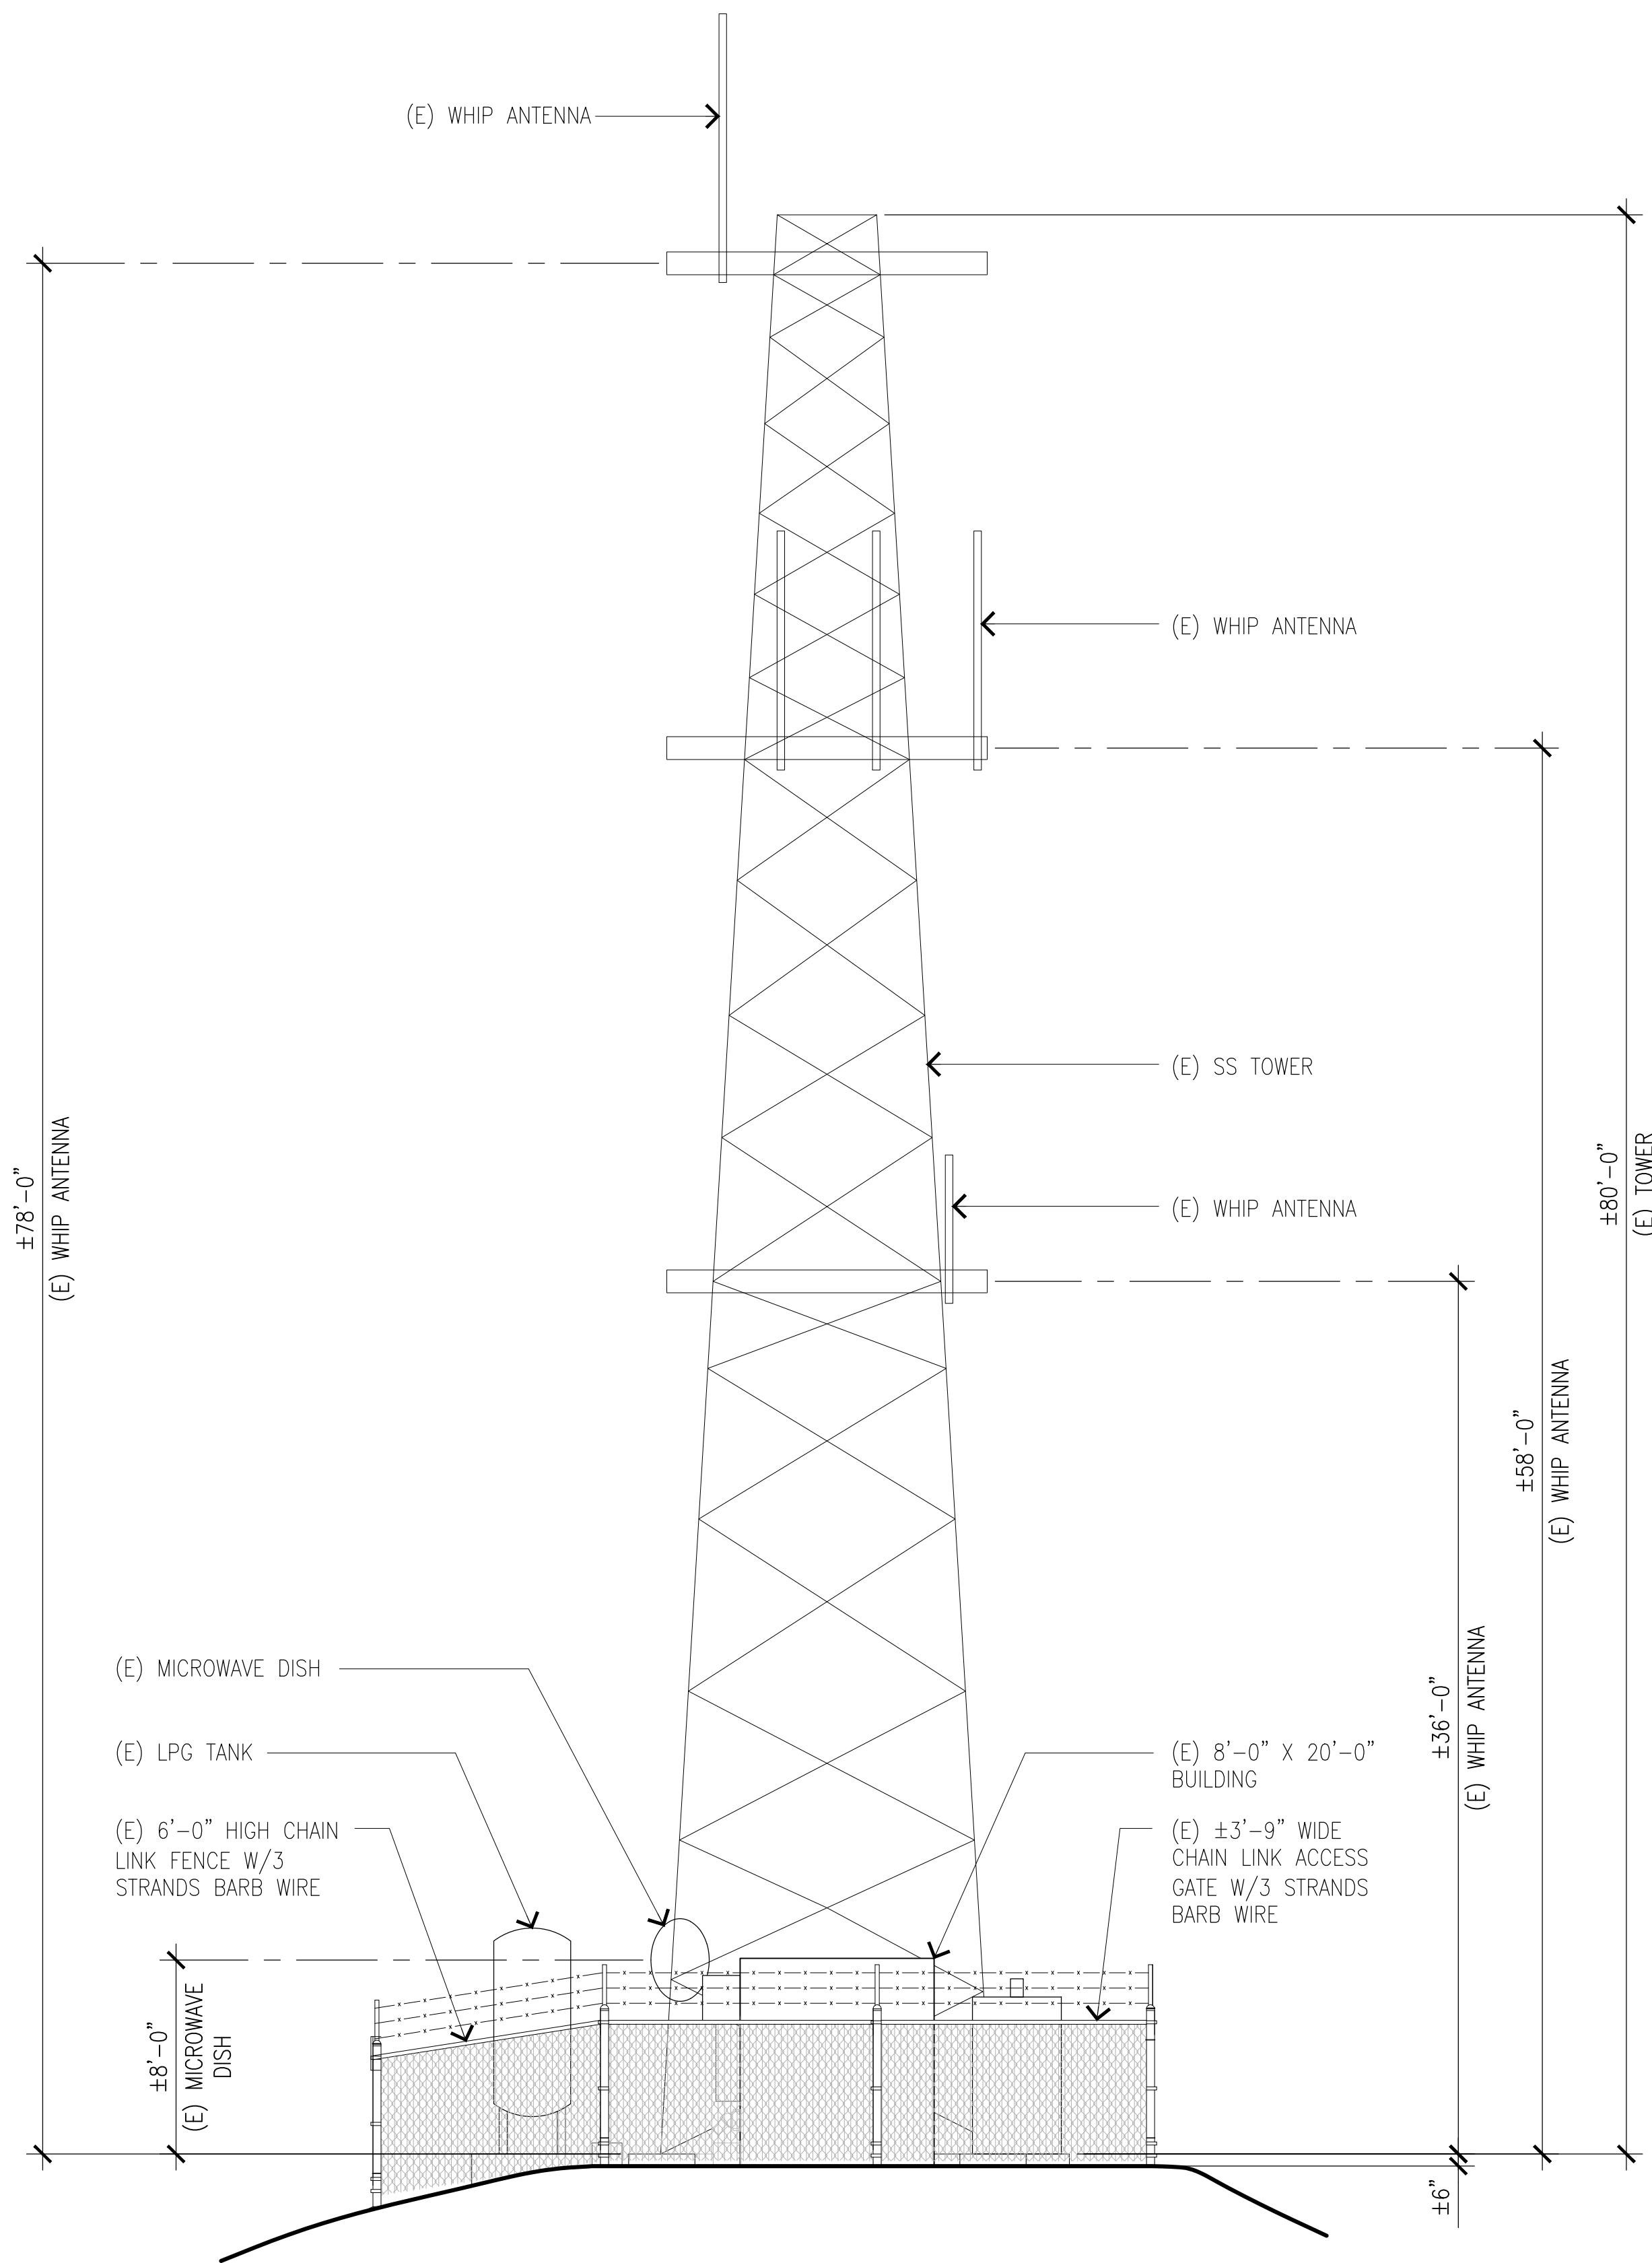 (E) WHIP ANTENNA
(E) WHIP ANTENNA
(E) SS TOWER
(E) WHIP ANTENNA
±78'-0"
(E) WHIP ANTENNA
±80'-0"
(E) TOWER
±58'-0"
(E) WHIP ANTENNA
±36'-0"
(E) WHIP ANTENNA
(E) MICROWAVE DISH
(E) LPG TANK
(E) 6'-0" HIGH CHAIN
LINK FENCE W/3
STRANDS BARB WIRE
(E) 8'-0" X 20'-0"
BUILDING
(E) ±3'-9" WIDE
CHAIN LINK ACCESS
GATE W/3 STRANDS
BARB WIRE
±8'-0"
(E) MICROWAVE
DISH
±6"